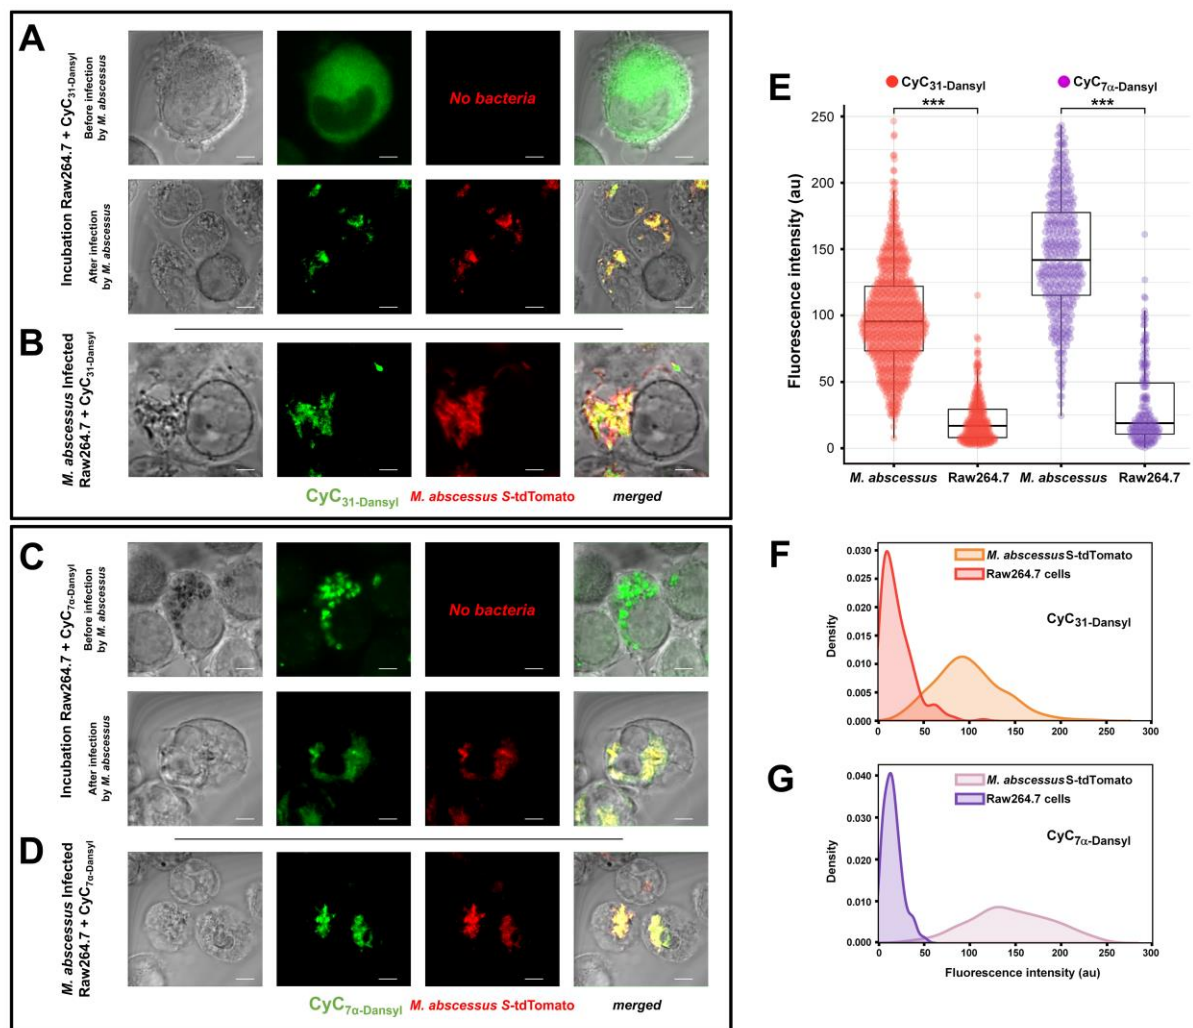 A
Incubation Raw264.7 + CyC31-Dansyl
Before infection
by M. abscessus
No bacteria
After infection
by M. abscessus
B
M. abscessus Infected
Raw264.7 + CyC31-Dansyl
CyC31-Dansyl M. abscessus S-tdTomato merged
C
Incubation Raw264.7 + CyC7α-Dansyl
Before infection
by M. abscessus
No bacteria
After infection
by M. abscessus
D
M. abscessus Infected
Raw264.7 + CyC7α-Dansyl
CyC7α-Dansyl M. abscessus S-tdTomato merged
E
CyC31-Dansyl CyC7α-Dansyl
*** ***
Fluorescence intensity (au)
250
200
150
100
50
0
M. abscessus Raw264.7 M. abscessus Raw264.7
F
M. abscessus S-tdTomato
Raw264.7 cells
CyC31-Dansyl
Density
0.030
0.025
0.020
0.015
0.010
0.005
0.000
0 50 100 150 200 250 300
G
M. abscessus S-tdTomato
Raw264.7 cells
CyC7α-Dansyl
Density
0.040
0.030
0.020
0.010
0.000
0 50 100 150 200 250 300
Fluorescence intensity (au)